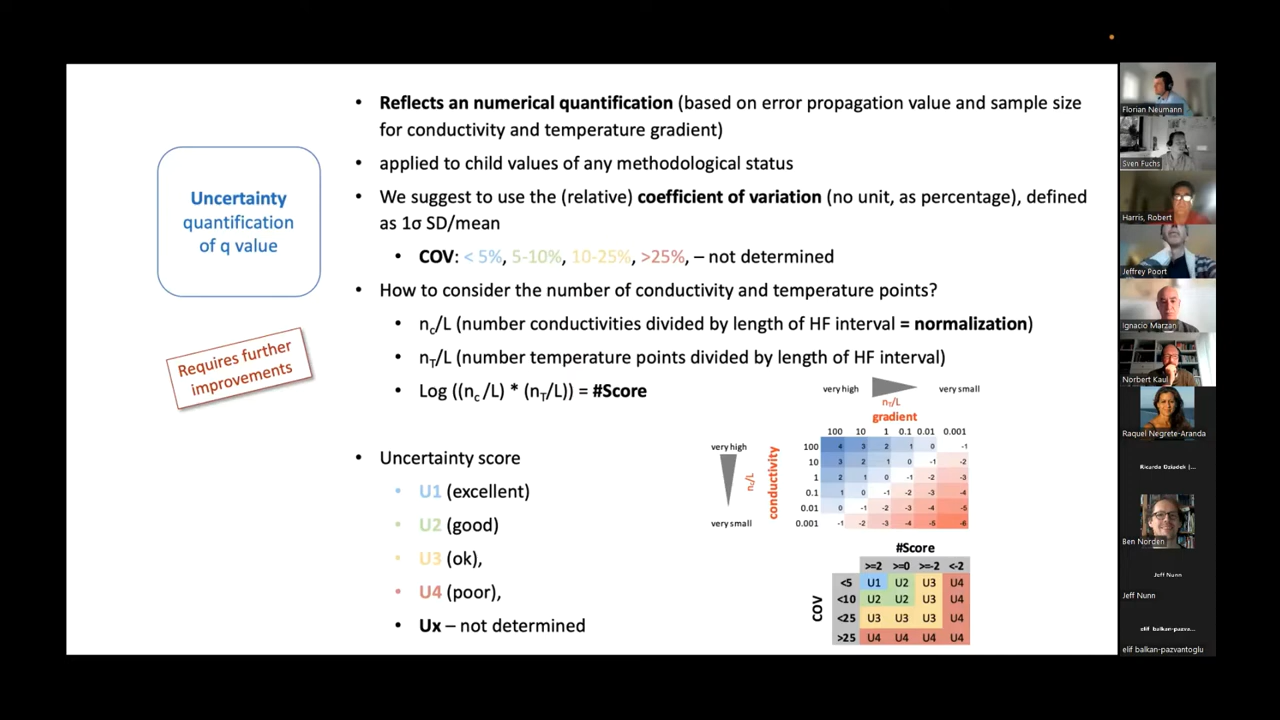 • Reflects an numerical quantification (based on error propagation value and sample size
for conductivity and temperature gradient)
• applied to child values of any methodological status
• We suggest to use the (relative) coefficient of variation (no unit, as percentage), defined
as 1σ SD/mean
• COV: < 5%, 5-10%, 10-25%, >25%, – not determined
• How to consider the number of conductivity and temperature points?
• nc/L (number conductivities divided by length of HF interval = normalization)
• nT/L (number temperature points divided by length of HF interval)
• Log ((nc /L) * (nT/L)) = #Score
• Uncertainty score
• U1 (excellent)
• U2 (good)
• U3 (ok),
• U4 (poor),
• Ux – not determined
Uncertainty
quantification
of q value
Requires further
improvements
very high very small
nT/L
gradient
100 10 1 0.1 0.01 0.001
very high
nc/L
very small
conductivity
100 4 3 2 1 0 -1
10 3 2 1 0 -1 -2
1 2 1 0 -1 -2 -3
0.1 1 0 -1 -2 -3 -4
0.01 0 -1 -2 -3 -4 -5
0.001 -1 -2 -3 -4 -5 -6
#Score
>=2 >=0 >=-2 <-2
COV
<5 U1 U2 U3 U4
<10 U2 U2 U3 U4
<25 U3 U3 U3 U4
>25 U4 U4 U4 U4
Florian Neumann
Sven Fuchs
Harris, Robert
Jeffrey Poort
Ignacio Marzan
Norbert Kaul
Raquel Negrete-Aranda
Ricarda Dziadek |...
Ben Norden
Jeff Nunn
Jeff Nunn
elif balkan-pazva...
elif balkan-pazvantoglu